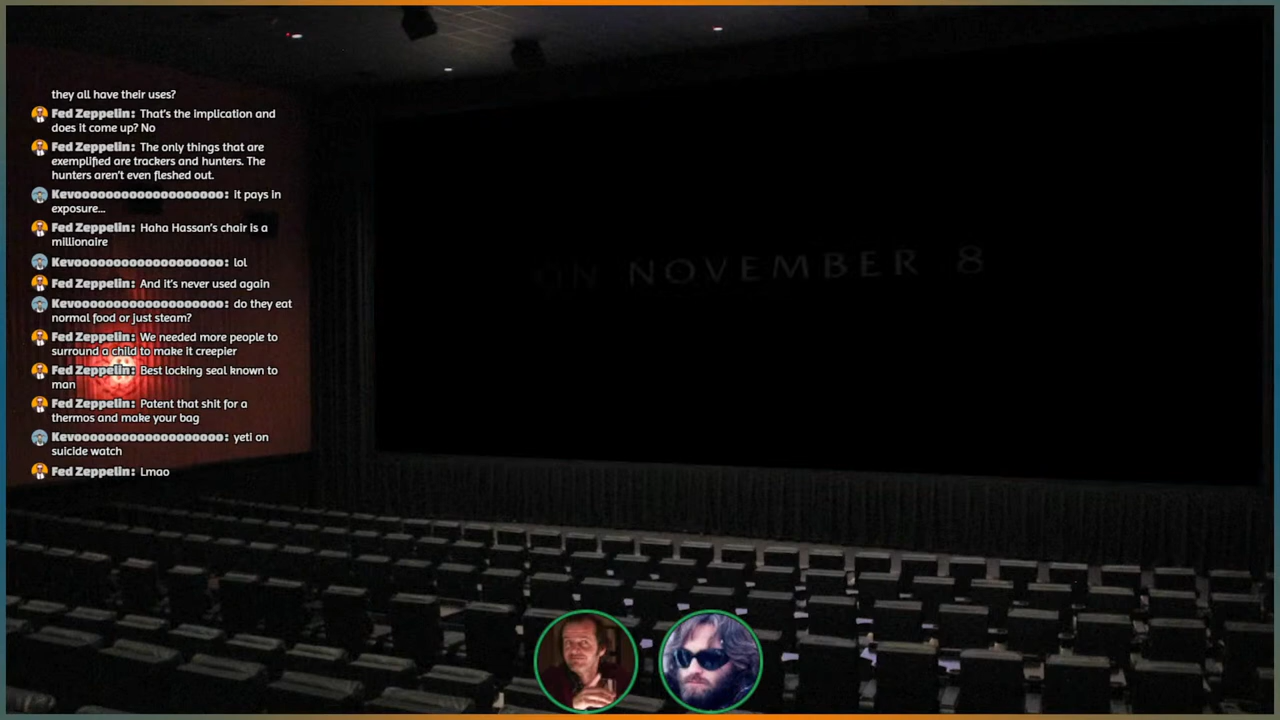 they all have their uses?
Fed Zeppelin: That's the implication and
does it come up? No
Fed Zeppelin: The only things that are
exemplified are trackers and hunters. The
hunters aren't even fleshed out.
Kevooooooooooooooooooo: it pays in
exposure...
Fed Zeppelin: Haha Hassan's chair is a
millionaire
Kevooooooooooooooooooo: lol
Fed Zeppelin: And it's never used again
Kevooooooooooooooooooo: do they eat
normal food or just steam?
Fed Zeppelin: We needed more people to
surround a child to make it creepier
Fed Zeppelin: Best locking seal known to
man
Fed Zeppelin: Patent that shit for a
thermos and make your bag
Kevooooooooooooooooooo: yeti on
suicide watch
Fed Zeppelin: Lmao
ON NOVEMBER 8